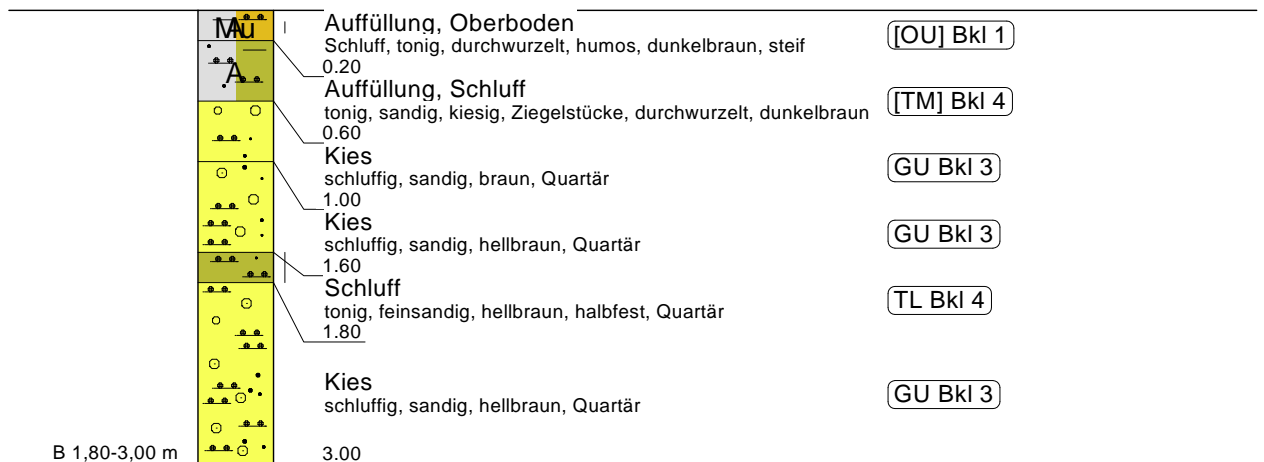 Mu
A
Auffüllung, Oberboden
[OU] Bkl 1
Schluff, tonig, durchwurzelt, humos, dunkelbraun, steif
0.20
A
Auffüllung, Schluff
[TM] Bkl 4
tonig, sandig, kiesig, Ziegelstücke, durchwurzelt, dunkelbraun
0.60
Kies
GU Bkl 3
schluffig, sandig, braun, Quartär
1.00
Kies
GU Bkl 3
schluffig, sandig, hellbraun, Quartär
1.60
Schluff
TL Bkl 4
tonig, feinsandig, hellbraun, halbfest, Quartär
1.80
Kies
GU Bkl 3
schluffig, sandig, hellbraun, Quartär
B 1,80-3,00 m
3.00